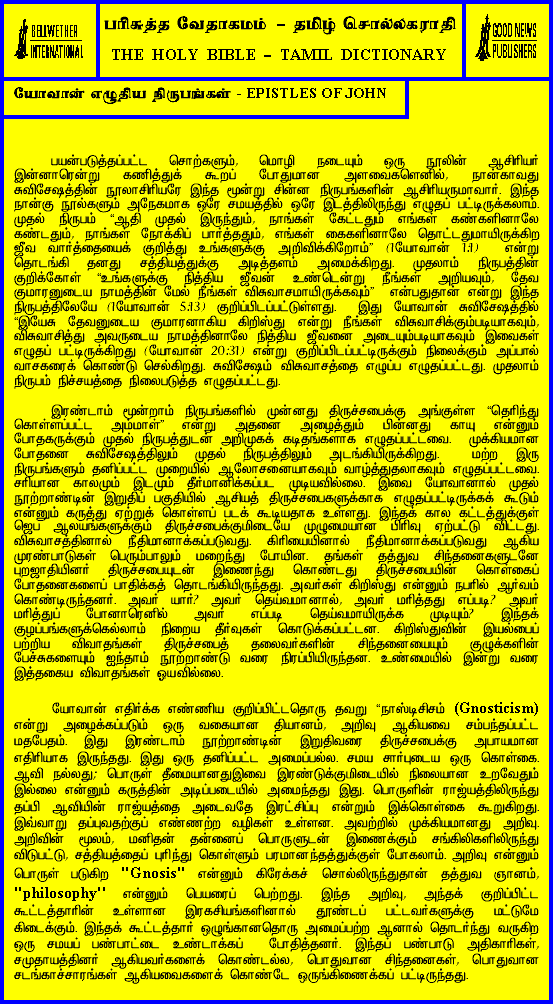 BELLWETHER
INTERNATIONAL
பரிசுத்த வேதாகமம் – தமிழ் சொல்லகராதி
THE HOLY BIBLE – TAMIL DICTIONARY
GOOD NEWS
PUBLISHERS
யோவான் எழுதிய நிருபங்கள் - EPISTLES OF JOHN
பயன்படுத்தப்பட்ட சொற்களும், மொழி நடையும் ஒரு நூலின் ஆசிரியர்
இன்னாரென்று கணித்துக் கூறப் போதுமான அளவைகளெனில், நான்காவது
சுவிசேஷத்தின் நூலாசிரியரே இந்த மூன்று சின்ன நிருபங்களின் ஆசிரியருமாவார். இந்த
நான்கு நூல்களும் அநேகமாக ஒரே சமயத்தில் ஒரே இடத்திலிருந்து எழுதப் பட்டிருக்கலாம்.
முதல் நிருபம் “ஆதி முதல் இருந்தும், நாங்கள் கேட்டதும் எங்கள் கண்களினாலே
கண்டதும், நாங்கள் நோக்கிப் பார்த்ததும், எங்கள் கைகளினாலே தொட்டதுமாயிருக்கிற
ஜீவ வார்த்தையைக் குறித்து உங்களுக்கு அறிவிக்கிறோம்” (1யோவான் 1:1) என்று
தொடங்கி தனது சத்தியத்துக்கு அடித்தளம் அமைக்கிறது. முதலாம் நிருபத்தின்
குறிக்கோள் “உங்களுக்கு நித்திய ஜீவன் உண்டென்று நீங்கள் அறியவும், தேவ
குமாரனுடைய நாமத்தின் மேல் நீங்கள் விசுவாசமாயிருக்கவும்” என்பதுதான் என்று இந்த
நிருபத்திலேயே (1யோவான் 5:13) குறிப்பிடப்பட்டுள்ளது. இது யோவான் சுவிசேஷத்தில்
“இயேசு தேவனுடைய குமாரனாகிய கிறிஸ்து என்று நீங்கள் விசுவாசிக்கும்படியாகவும்,
விசுவாசித்து அவருடைய நாமத்தினாலே நித்திய ஜீவனை அடையும்படியாகவும் இவைகள்
எழுதப் பட்டிருக்கிறது (யோவான் 20:31) என்று குறிப்பிடப்பட்டிருக்கும் நிலைக்கும் அப்பால்
வாசகரைக் கொண்டு செல்கிறது. சுவிசேஷம் விசுவாசத்தை எழுப்ப எழுதப்பட்டது. முதலாம்
நிருபம் நிச்சயத்தை நிலைபடுத்த எழுதப்பட்டது.
இரண்டாம் மூன்றாம் நிருபங்களில் முன்னது திருச்சபைக்கு அங்குள்ள “தெரிந்து
கொள்ளப்பட்ட அம்மாள்” என்று அதனை அழைத்தும் பின்னது காயு என்னும்
போதகருக்கும் முதல் நிருபத்துடன் அறிமுகக் கடிதங்களாக எழுதப்பட்டவை. முக்கியமான
போதனை சுவிசேஷத்திலும் முதல் நிருபத்திலும் அடங்கியிருக்கிறது. மற்ற இரு
நிருபங்களும் தனிப்பட்ட முறையில் ஆலோசனையாகவும் வாழ்த்துதலாகவும் எழுதப்பட்டவை.
சரியான காலமும் இடமும் தீர்மானிக்கப்பட முடியவில்லை. இவை யோவானால் முதல்
நூற்றாண்டின் இறுதிப் பகுதியில் ஆசியத் திருச்சபைகளுக்காக எழுதப்பட்டிருக்கக் கூடும்
என்னும் கருத்து ஏற்றுக் கொள்ளப் படக் கூடியதாக உள்ளது. இந்தக் கால கட்டத்துக்குள்
ஜெப ஆலயங்களுக்கும் திருச்சபைக்குமிடையே முழுமையான பிரிவு ஏற்பட்டு விட்டது.
விசுவாசத்தினால் நீதிமானாக்கப்படுவது. கிரியையினால் நீதிமானாக்கப்படுவது ஆகிய
முரண்பாடுகள் பெரும்பாலும் மறைந்து போயின. தங்கள் தத்துவ சிந்தனைகளுடனே
புறஜாதியினர் திருச்சபையுடன் இணைந்து கொண்டது திருச்சபையின் கொள்கைப்
போதனைகளைப் பாதிக்கத் தொடங்கியிருந்தது. அவர்கள் கிறிஸ்து என்னும் நபரில் ஆர்வம்
கொண்டிருந்தனர். அவர் யார்? அவர் தெய்வமானால், அவர் மரித்தது எப்படி? அவர்
மரித்துப் போனாரெனில் அவர் எப்படி தெய்வமாயிருக்க முடியும்? இந்தக்
குழப்பங்களுக்கெல்லாம் நிறைய தீர்வுகள் கொடுக்கப்பட்டன. கிறிஸ்துவின் இயல்பைப்
பற்றிய விவாதங்கள் திருச்சபைத் தலைவர்களின் சிந்தனையையும் குழுக்களின்
பேச்சுகளையும் ஐந்தாம் நூற்றாண்டு வரை நிரப்பியிருந்தன. உண்மையில் இன்று வரை
இத்தகைய விவாதங்கள் ஓயவில்லை.
யோவான் எதிர்க்க எண்ணிய குறிப்பிட்டதொரு தவறு “நாஸ்டிசிசம் (Gnosticism)
என்று அழைக்கப்படும் ஒரு வகையான தியானம், அறிவு ஆகியவை சம்பந்தப்பட்ட
மதபேதம். இது இரண்டாம் நூற்றாண்டின் இறுதிவரை திருச்சபைக்கு அபாயமான
எதிரியாக இருந்தது. இது ஒரு தனிப்பட்ட அமைப்பல்ல. சமய சார்புடைய ஒரு கொள்கை.
ஆவி நல்லது; பொருள் தீமையானதுஇவை இரண்டுக்குமிடையில் நிலையான உறவேதும்
இல்லை என்னும் கருத்தின் அடிப்படையில் அமைந்தது இது. பொருளின் ராஜ்யத்திலிருந்து
தப்பி ஆவியின் ராஜ்யத்தை அடைவதே இரட்சிப்பு என்றும் இக்கொள்கை கூறுகிறது.
இவ்வாறு தப்புவதற்குப் எண்ணற்ற வழிகள் உள்ளன. அவற்றில் முக்கியமானது அறிவு.
அறிவின் மூலம், மனிதன் தன்னைப் பொருளுடன் இணைக்கும் சங்கிலிகளிலிருந்து
விடுபட்டு, சத்தியத்தைப் புரிந்து கொள்ளும் பரமானந்தத்துக்குள் போகலாம். அறிவு என்னும்
பொருள் படுகிற "Gnosis" என்னும் கிரேக்கச் சொல்லிருந்துதான் தத்துவ ஞானம்,
"philosophy" என்னும் பெயரைப் பெற்றது. இந்த அறிவு, அந்தக் குறிப்பிட்ட
கூட்டத்தாரின் உள்ளான இரகசியங்களினால் தூண்டப் பட்டவர்களுக்கு மட்டுமே
கிடைக்கும். இந்தக் கூட்டத்தார் ஒழுங்கானதொரு அமைப்பற்ற ஆனால் தொடர்ந்து வருகிற
ஒரு சமயப் பண்பாட்டை உண்டாக்கப் போதித்தனர். இந்தப் பண்பாடு அதிகாரிகள்,
சமுதாயத்தினர் ஆகியவர்களைக் கொண்டல்ல, பொதுவான சிந்தனைகள், பொதுவான
சடங்காச்சாரங்கள் ஆகியவைகளைக் கொண்டே ஒருங்கிணைக்கப் பட்டிருந்தது.